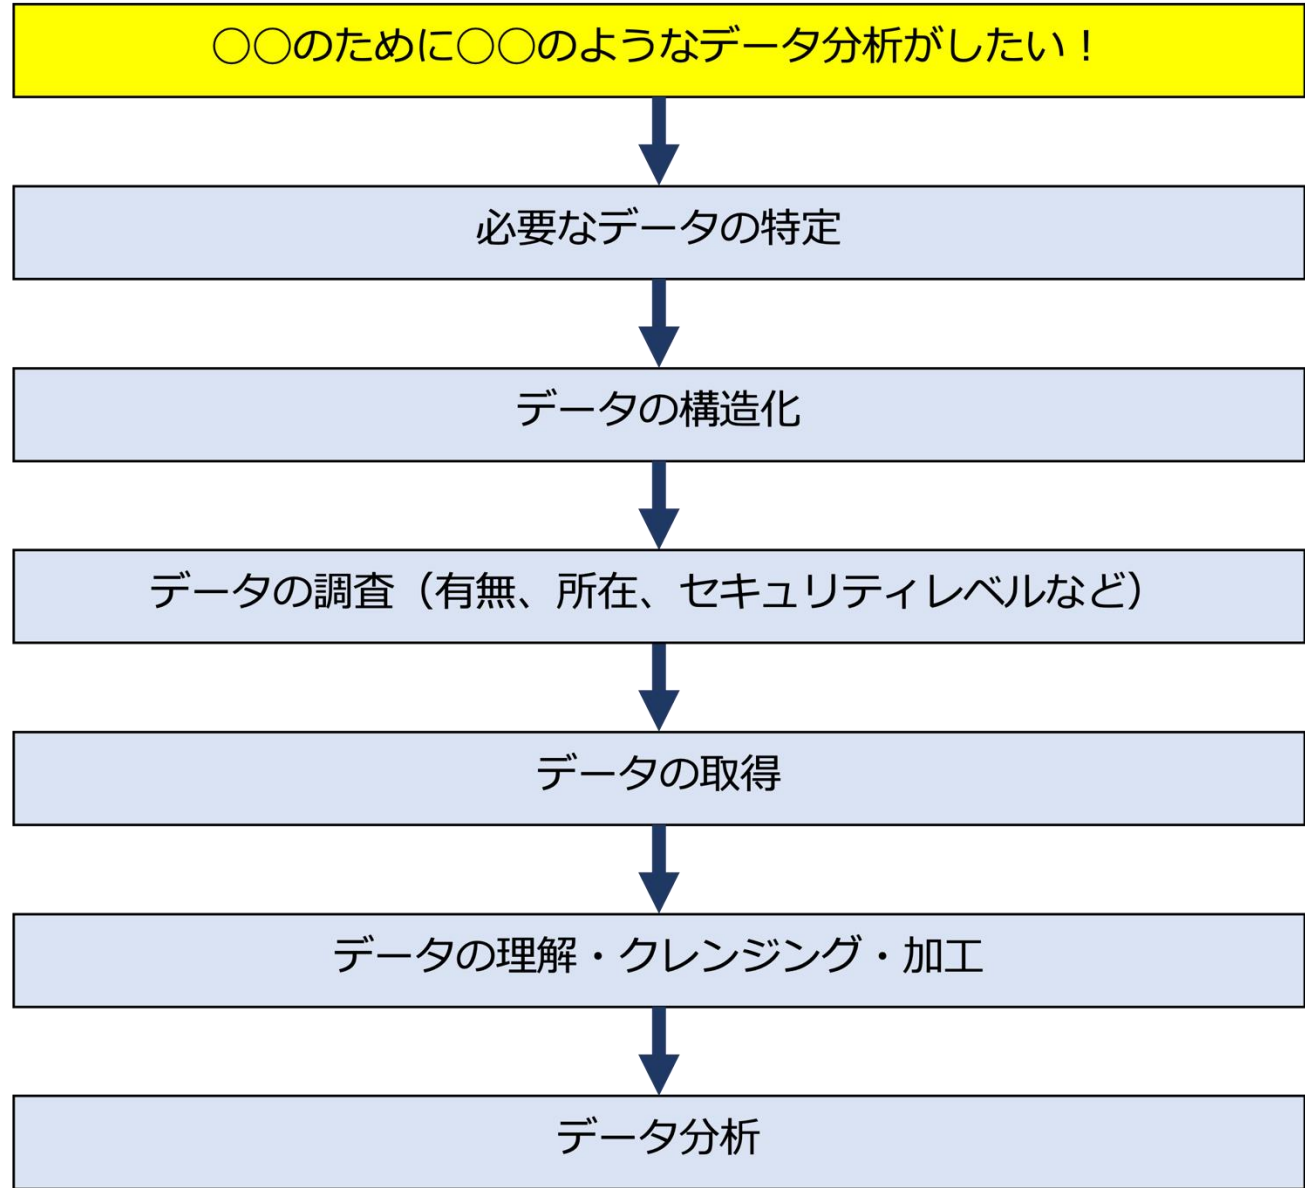 ○○のために○○のようなデータ分析がしたい！
必要なデータの特定
データの構造化
データの調査（有無、所在、セキュリティレベルなど）
データの取得
データの理解・クレンジング・加工
データ分析